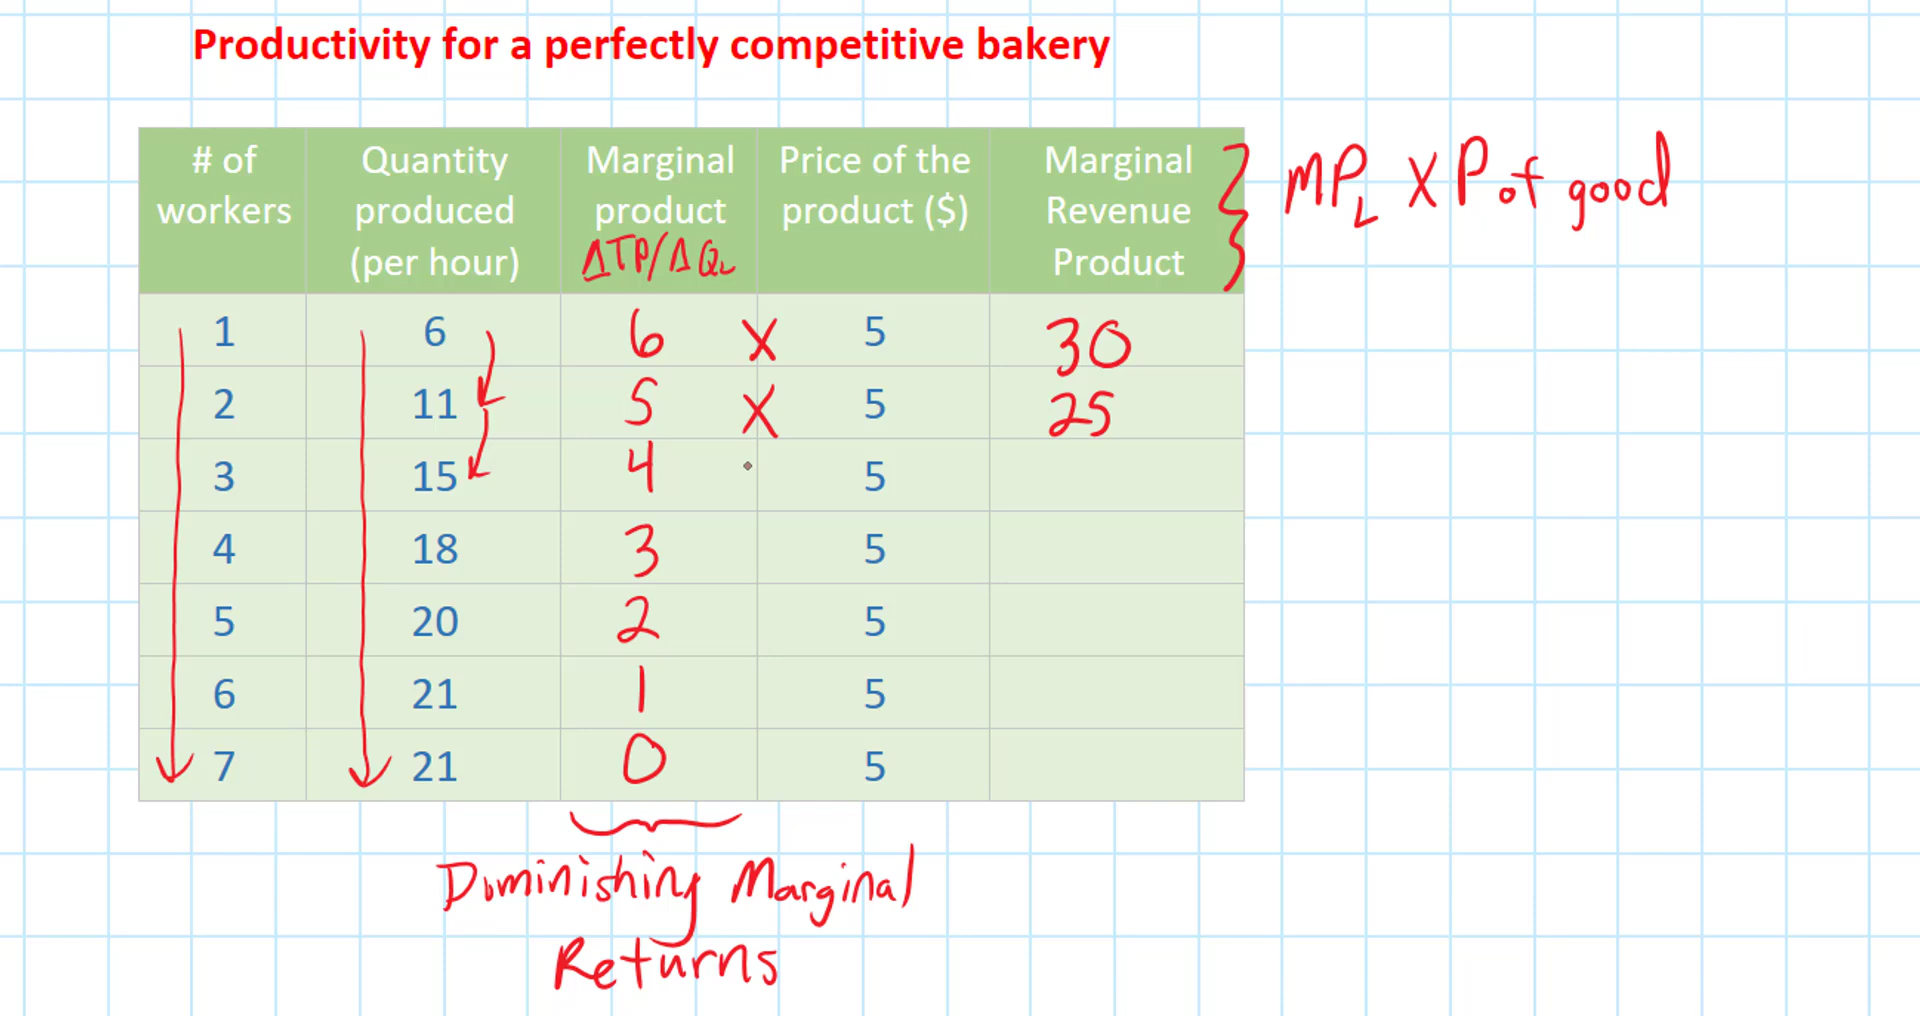 Productivity for a perfectly competitive bakery
# of workers Quantity produced (per hour) Marginal product ΔTP/ΔQL Price of the product ($) Marginal Revenue Product } MPL X P of good
1 6 6 X 5 30
2 11 5 X 5 25
3 15 4 5
4 18 3 5
5 20 2 5
6 21 1 5
7 21 0 5
Diminishing Marginal
Returns